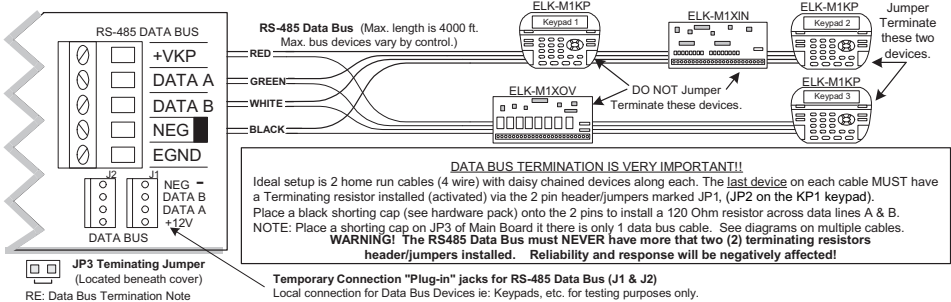 RS-485 DATA BUS
+VKP
DATA A
DATA B
NEG
EGND
RED
GREEN
WHITE
BLACK
RS-485 Data Bus (Max. length is 4000 ft.
Max. bus devices vary by control.)
ELK-M1KP
Keypad 1
ELK-M1XIN
ELK-M1KP
Keypad 2
Jumper
Terminate
these two
devices.
DO NOT Jumper
Terminate these devices.
ELK-M1XOV
ELK-M1KP
Keypad 3
J2
J1
NEG -
DATA B
DATA A
+12V
DATA BUS
DATA BUS TERMINATION IS VERY IMPORTANT!!
Ideal setup is 2 home run cables (4 wire) with daisy chained devices along each. The last device on each cable MUST have
a Terminating resistor installed (activated) via the 2 pin header/jumpers marked JP1, (JP2 on the KP1 keypad).
Place a black shorting cap (see hardware pack) onto the 2 pins to install a 120 Ohm resistor across data lines A & B.
NOTE: Place a shorting cap on JP3 of Main Board it there is only 1 data bus cable. See diagrams on multiple cables.
WARNING! The RS485 Data Bus must NEVER have more that two (2) terminating resistors
header/jumpers installed. Reliability and response will be negatively affected!
JP3 Teminating Jumper
(Located beneath cover)
RE: Data Bus Termination Note
Temporary Connection "Plug-in" jacks for RS-485 Data Bus (J1 & J2)
Local connection for Data Bus Devices ie: Keypads, etc. for testing purposes only.